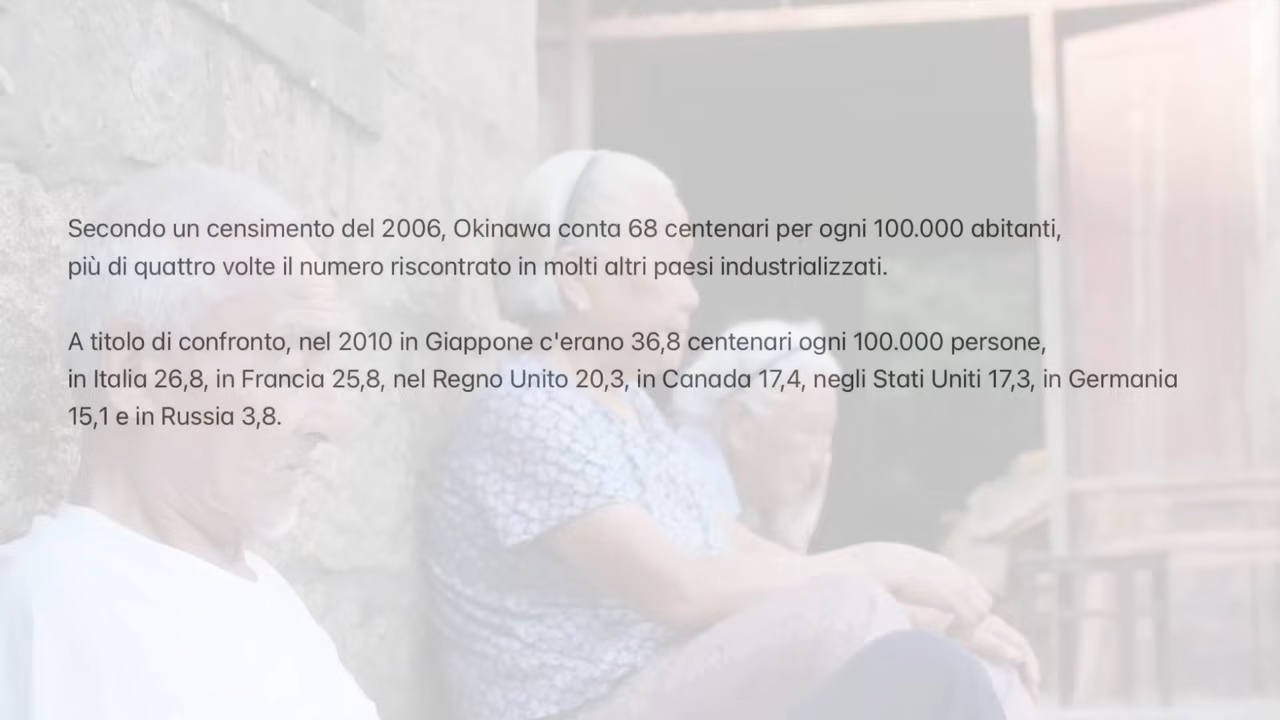 Secondo un censimento del 2006, Okinawa conta 68 centenari per ogni 100.000 abitanti,
più di quattro volte il numero riscontrato in molti altri paesi industrializzati.
A titolo di confronto, nel 2010 in Giappone c'erano 36,8 centenari ogni 100.000 persone,
in Italia 26,8, in Francia 25,8, nel Regno Unito 20,3, in Canada 17,4, negli Stati Uniti 17,3, in Germania
15,1 e in Russia 3,8.